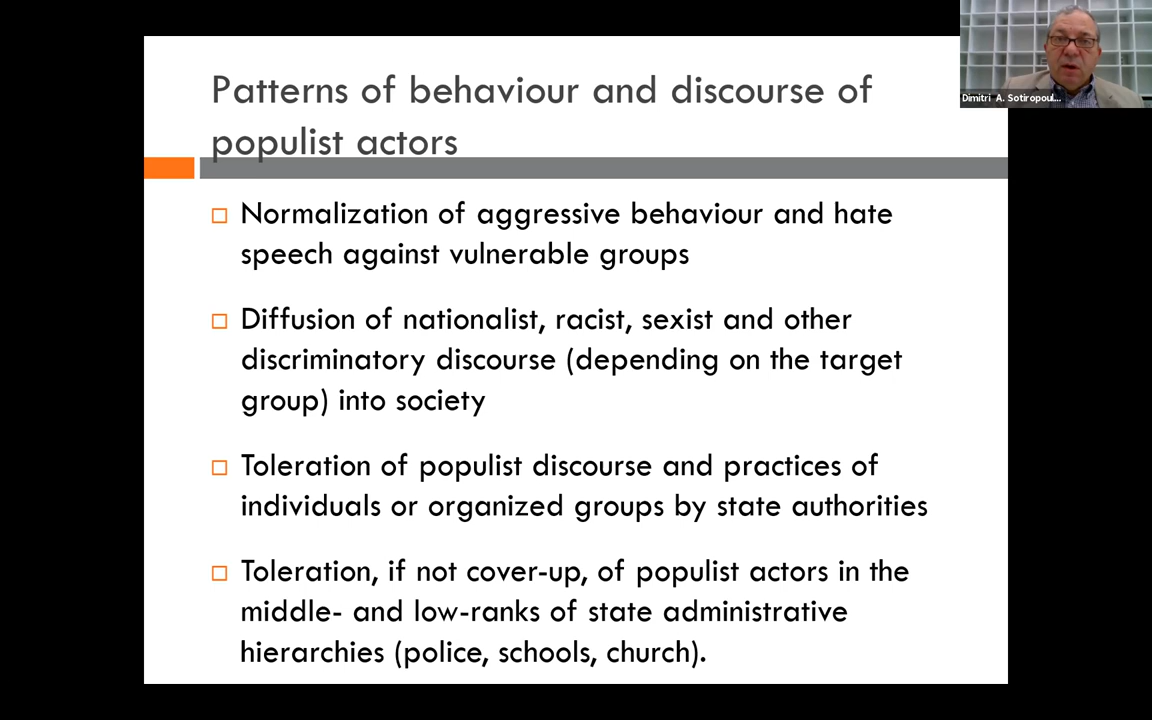 Patterns of behaviour and discourse of
populist actors
Normalization of aggressive behaviour and hate
speech against vulnerable groups
Diffusion of nationalist, racist, sexist and other
discriminatory discourse (depending on the target
group) into society
Toleration of populist discourse and practices of
individuals or organized groups by state authorities
Toleration, if not cover-up, of populist actors in the
middle- and low-ranks of state administrative
hierarchies (police, schools, church).
Dimitri A. Sotiropoul...